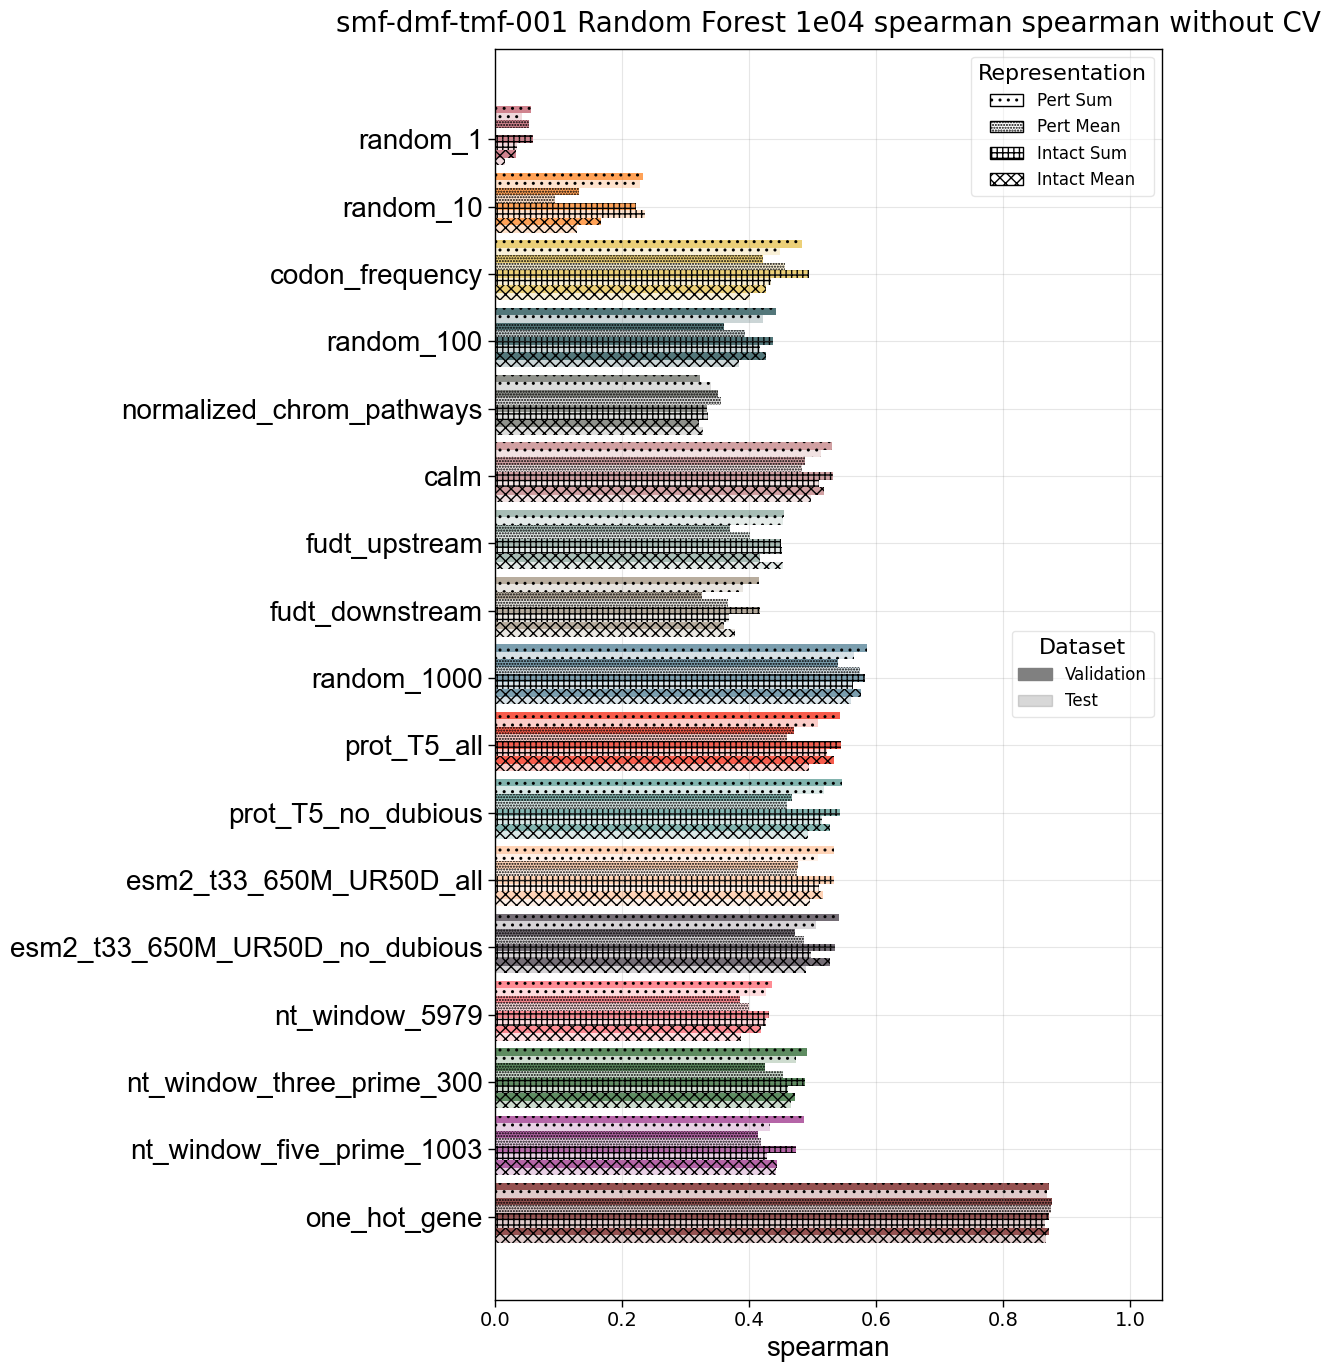 smf-dmf-tmf-001 Random Forest 1e04 spearman spearman without CV
Representation
Pert Sum
Pert Mean
Intact Sum
Intact Mean
random_1
random_10
codon_frequency
random_100
normalized_chrom_pathways
calm
fudt_upstream
fudt_downstream
random_1000
prot_T5_all
prot_T5_no_dubious
esm2_t33_650M_UR50D_all
esm2_t33_650M_UR50D_no_dubious
nt_window_5979
nt_window_three_prime_300
nt_window_five_prime_1003
one_hot_gene
Dataset
Validation
Test
0.0 0.2 0.4 0.6 0.8 1.0
spearman